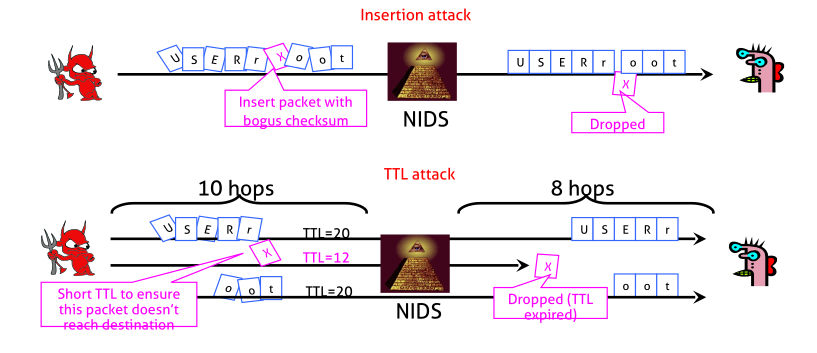 Insertion attack
U S E R r X o o t
U S E R r o o t
X
Insert packet with
bogus checksum
NIDS
Dropped
TTL attack
10 hops
8 hops
U S E R r
TTL=20
U S E R r
X
TTL=12
X
o o t
TTL=20
o o t
Short TTL to ensure
this packet doesn't
reach destination
NIDS
Dropped (TTL
expired)